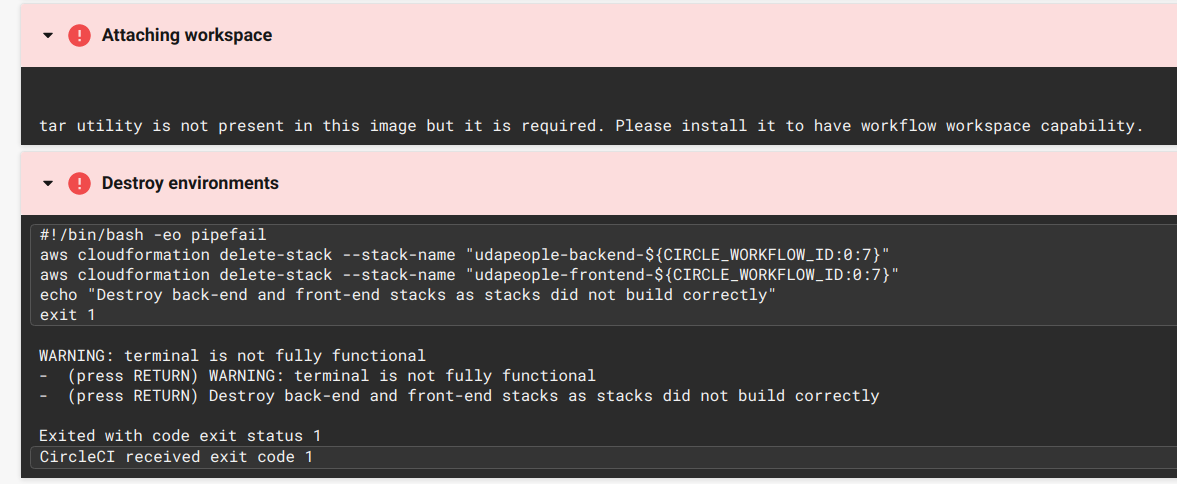 Attaching workspace
tar utility is not present in this image but it is required. Please install it to have workflow workspace capability.
Destroy environments
#!/bin/bash -eo pipefail
aws cloudformation delete-stack --stack-name "udapeople-backend-${CIRCLE_WORKFLOW_ID:0:7}"
aws cloudformation delete-stack --stack-name "udapeople-frontend-${CIRCLE_WORKFLOW_ID:0:7}"
echo "Destroy back-end and front-end stacks as stacks did not build correctly"
exit 1
WARNING: terminal is not fully functional
-  (press RETURN) WARNING: terminal is not fully functional
-  (press RETURN) Destroy back-end and front-end stacks as stacks did not build correctly
Exited with code exit status 1
CircleCI received exit code 1